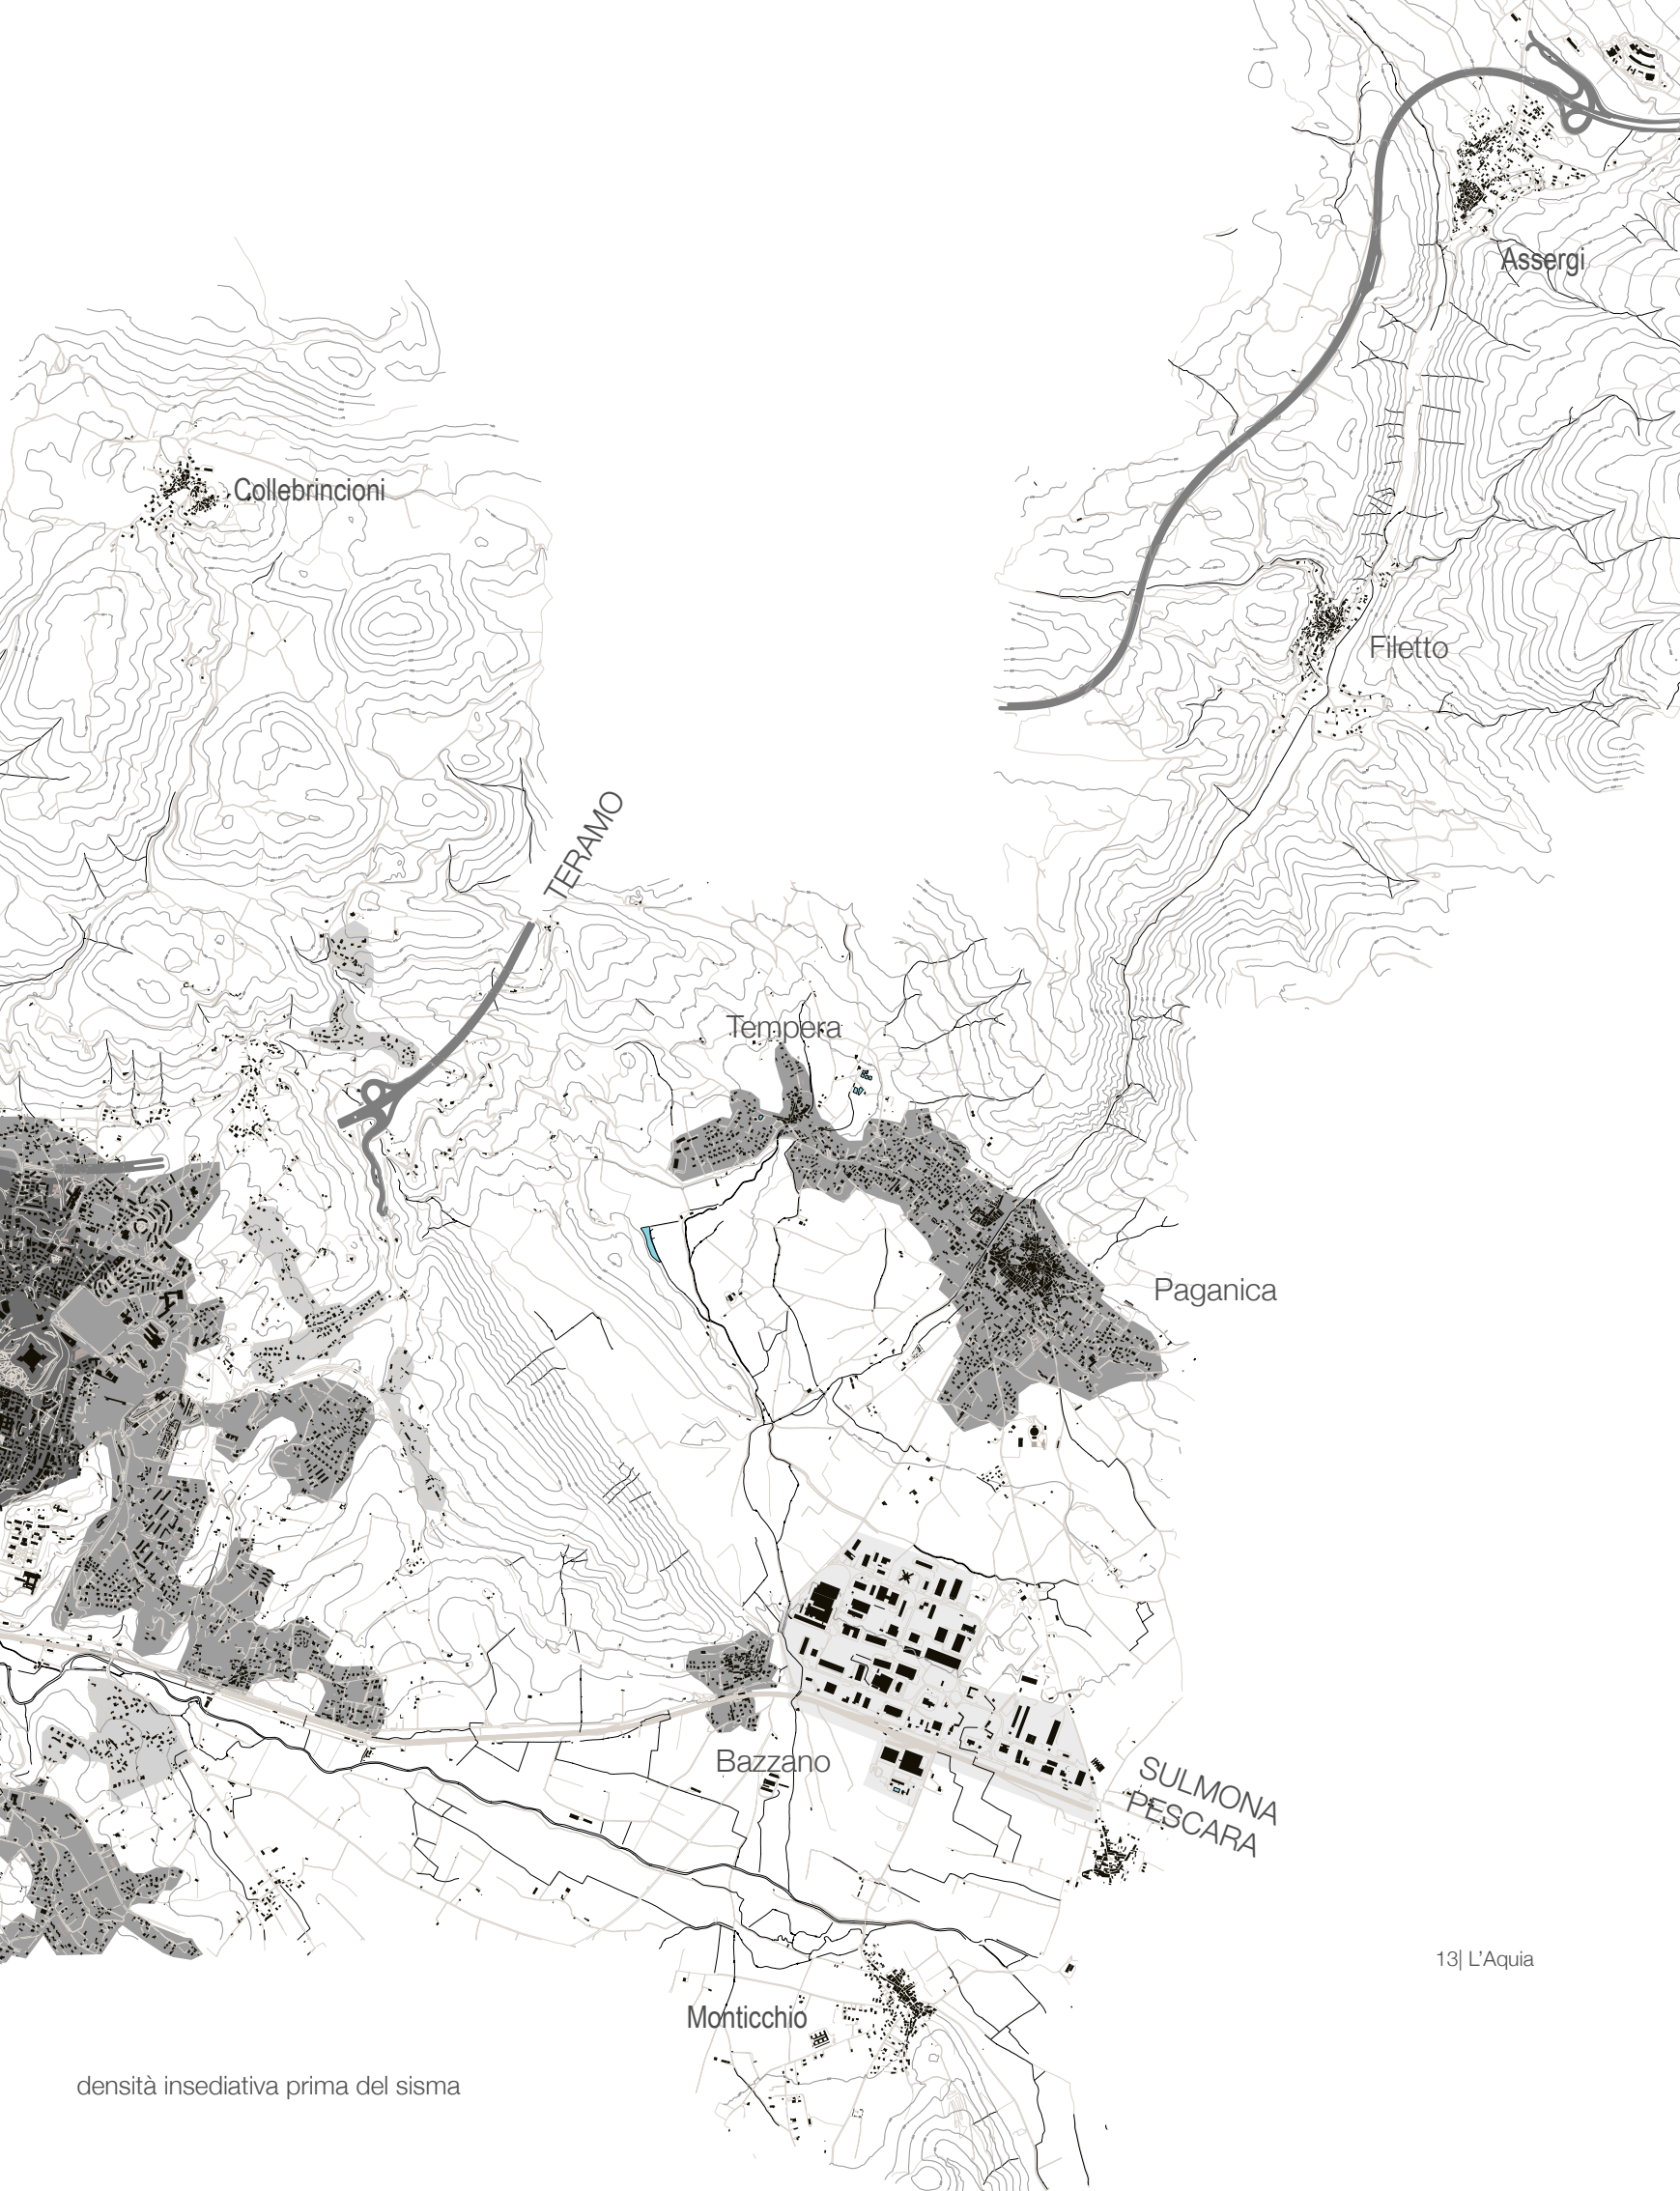 Assergi
Collebrincioni
Filetto
TERAMO
Tempera
Paganica
Bazzano
SULMONA
PESCARA
13| L'Aquia
Monticchio
densità insediativa prima del sisma